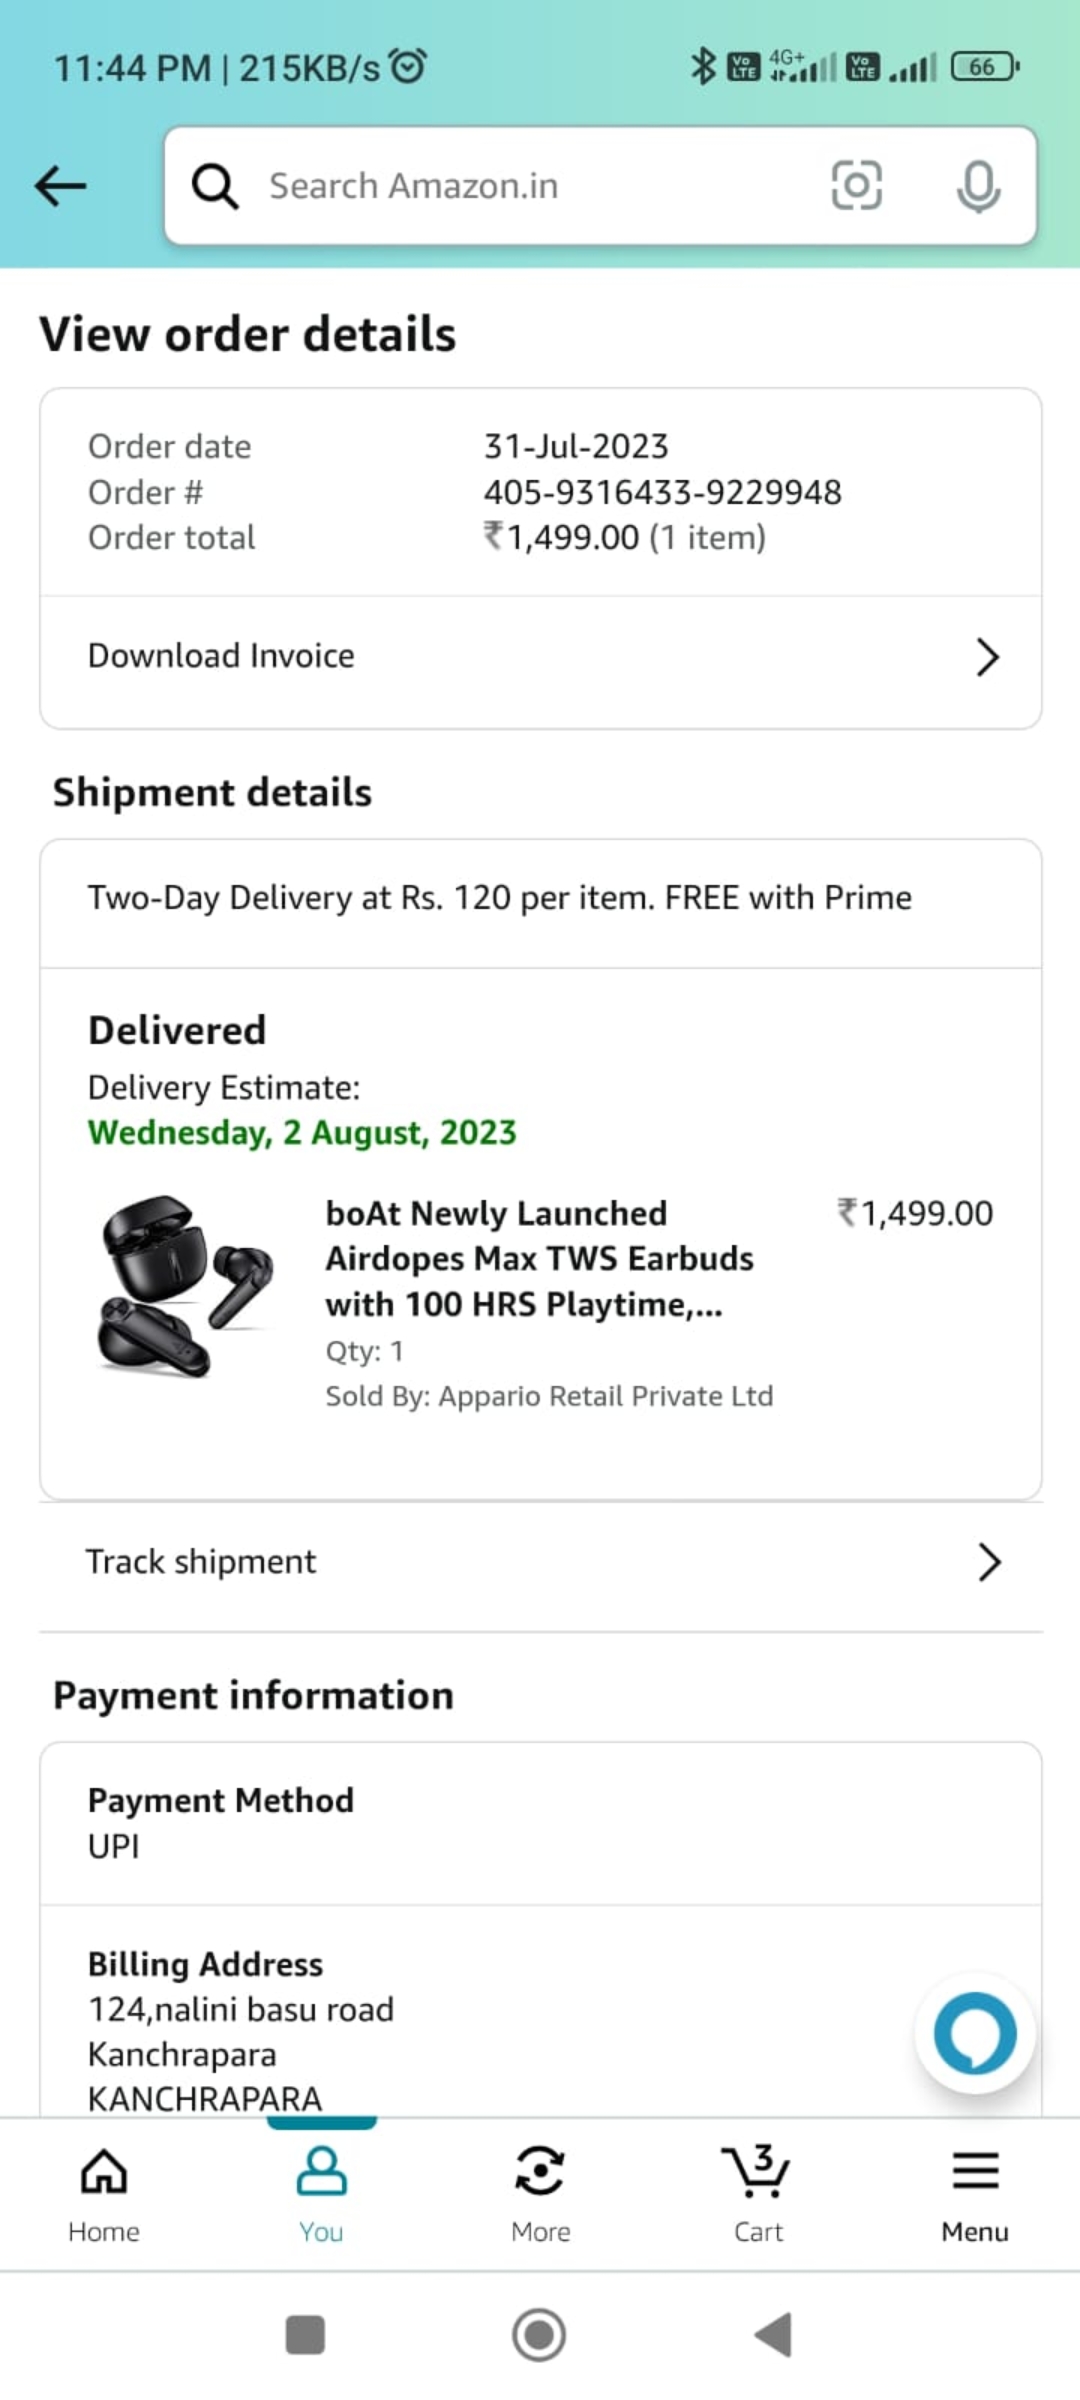 11:44 PM | 215KB/s
Vo LTE 4G+ Vo LTE 66
Search Amazon.in
View order details
Order date 31-Jul-2023
Order # 405-9316433-9229948
Order total ₹1,499.00 (1 item)
Download Invoice
Shipment details
Two-Day Delivery at Rs. 120 per item. FREE with Prime
Delivered
Delivery Estimate:
Wednesday, 2 August, 2023
boAt Newly Launched ₹1,499.00
Airdopes Max TWS Earbuds
with 100 HRS Playtime,...
Qty: 1
Sold By: Appario Retail Private Ltd
Track shipment
Payment information
Payment Method
UPI
Billing Address
124,nalini basu road
Kanchrapara
KANCHRAPARA
3
Home You More Cart Menu